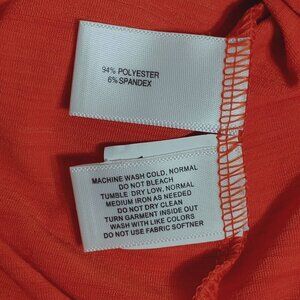 94% POLYESTER
6% SPANDEX
MACHINE WASH COLD, NORMAL
DO NOT BLEACH
TUMBLE DRY LOW, NORMAL
MEDIUM IRON AS NEEDED
DO NOT DRY CLEAN
TURN GARMENT INSIDE OUT
WASH WITH LIKE COLORS
DO NOT USE FABRIC SOFTNER